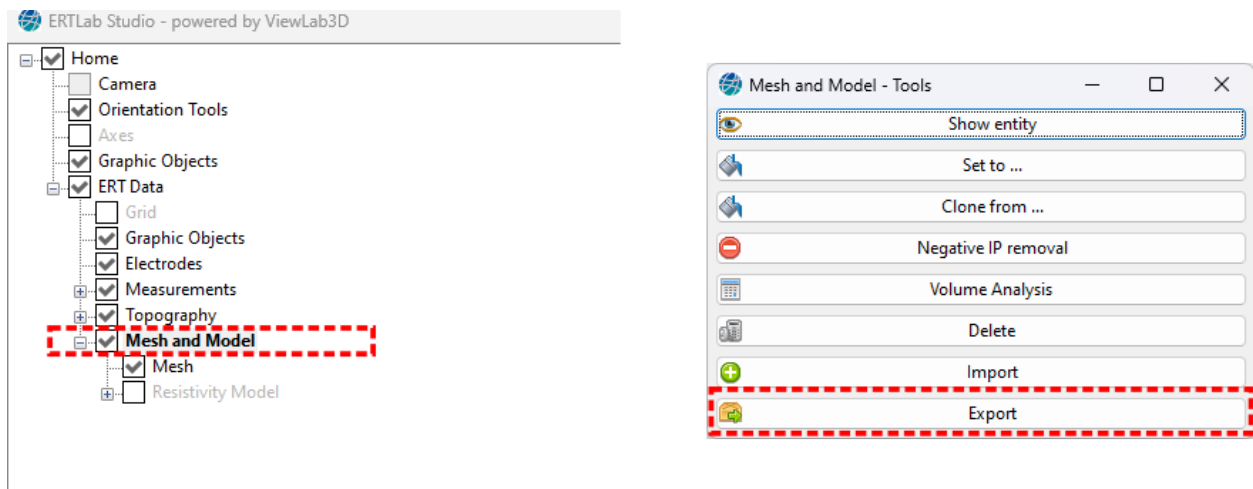 ERTLab Studio - powered by ViewLab3D
Home
Camera
Orientation Tools
Axes
Graphic Objects
ERT Data
Grid
Graphic Objects
Electrodes
Measurements
Topography
Mesh and Model
Mesh
Resistivity Model
Mesh and Model - Tools
Show entity
Set to ...
Clone from ...
Negative IP removal
Volume Analysis
Delete
Import
Export